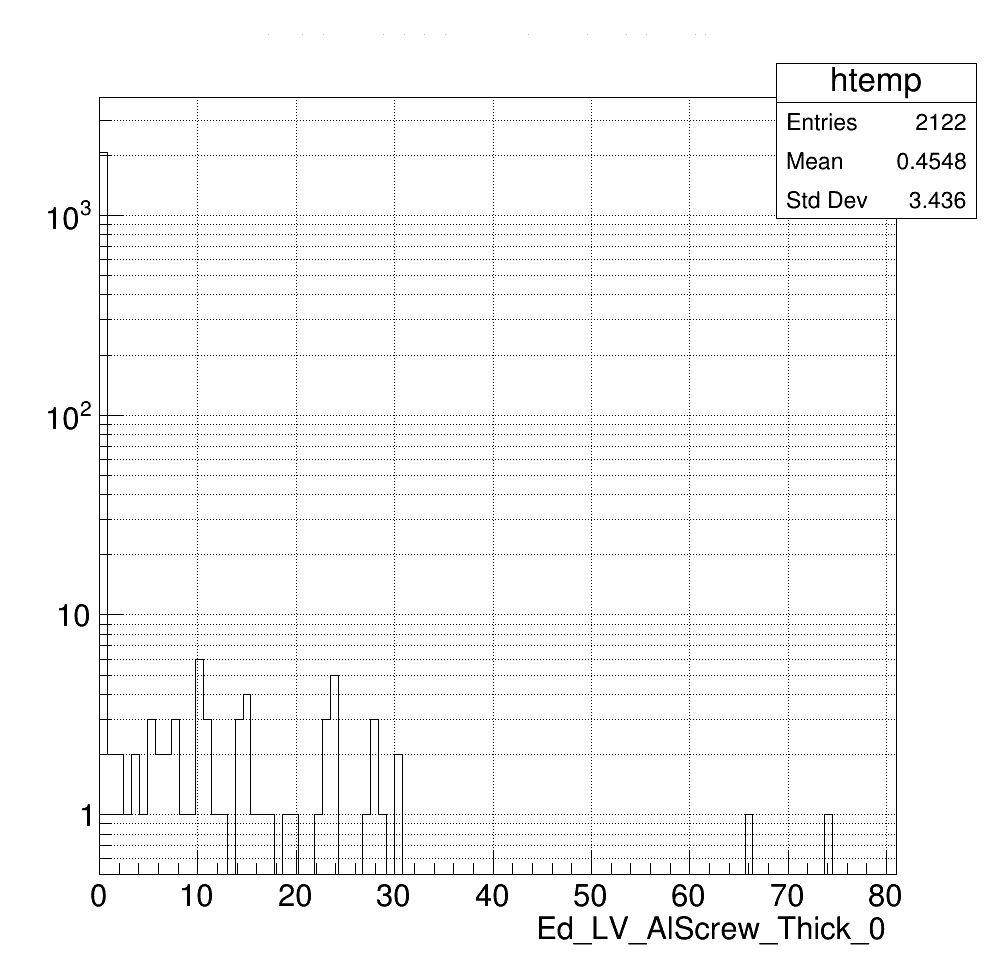 htemp
Entries 2122
Mean 0.4548
Std Dev 3.436
10³
10²
10
1
0 10 20 30 40 50 60 70 80
Ed_LV_AlScrew_Thick_0